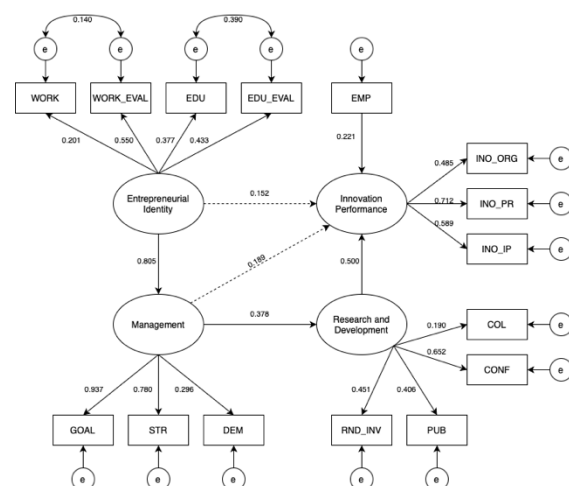 0.140
0.390
e
e
e
e
e
WORK
WORK_EVAL
EDU
EDU_EVAL
EMP
0.201
0.550
0.377
0.433
0.221
INO_ORG
e
0.485
Entrepreneurial
Identity
0.152
Innovation
Performance
0.712
INO_PR
e
0.589
INO_IP
e
0.805
0.189
0.500
Management
0.378
Research and
Development
0.190
COL
e
0.652
CONF
e
0.937
0.780
0.296
0.451
0.406
GOAL
STR
DEM
RND_INV
PUB
e
e
e
e
e